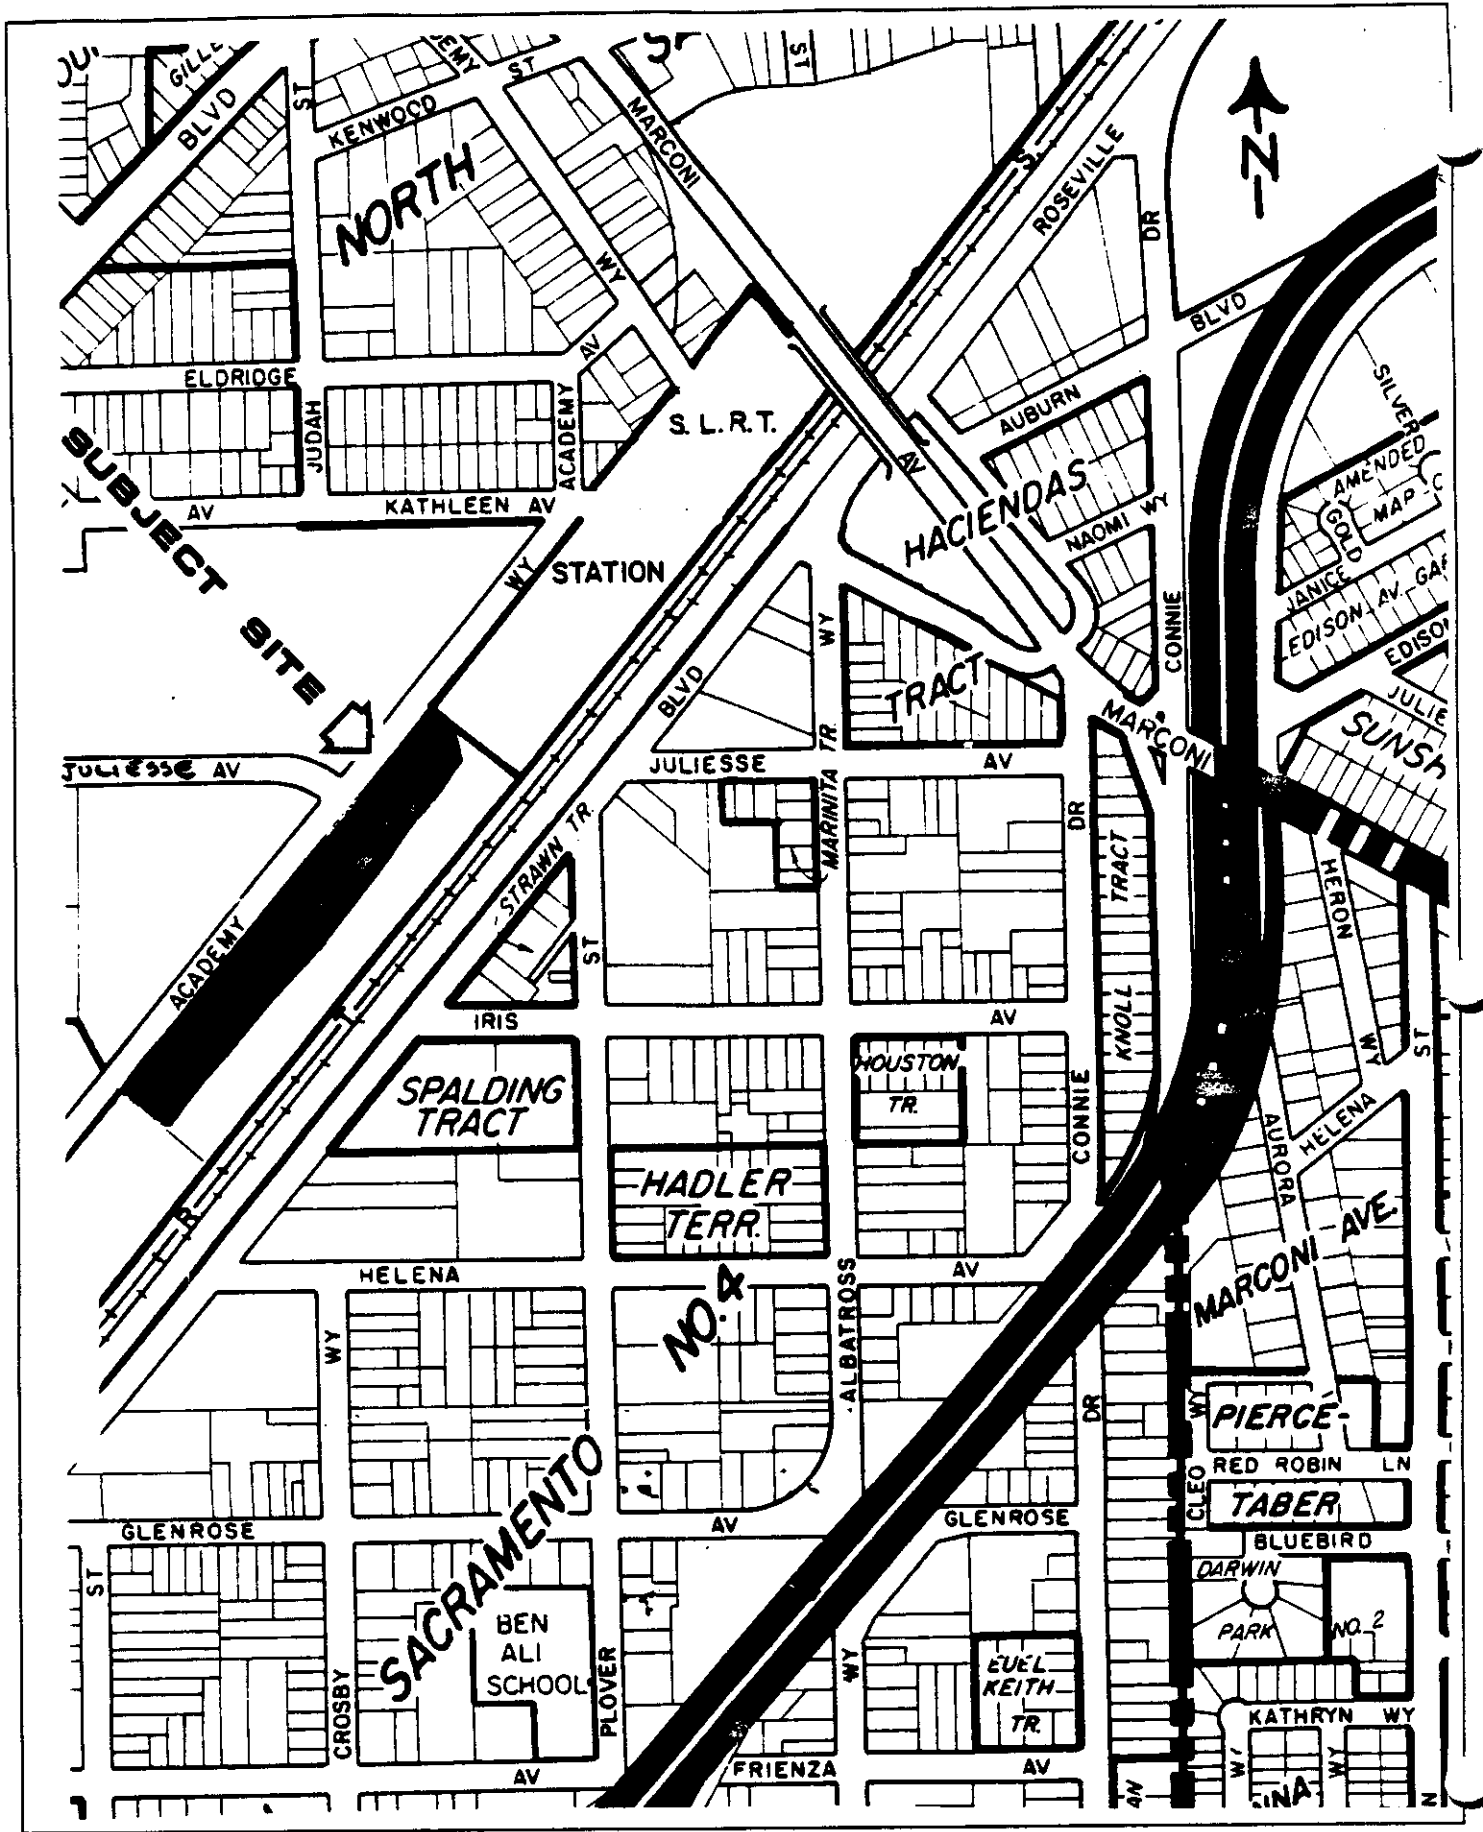 GILLE
BLVD
ST
KENWOOD
ST
ST
MARCONI
NORTH
WY
S.
ROSEVILLE
DR
N
BLVD
ELDRIDGE
AV
JUDAH
ACADEMY
S. L. R. T.
AV
AUBURN
SILVER
SUBJECT SITE
AV
KATHLEEN AV
HACIENDAS
NAOMI WY
AMENDED
MAP
GOLD
JANICE
EDISON AV. GAR
EDISON
WY
STATION
WY
CONNIE
BLVD
TRACT
MARCONI
JULIE
SUNSH
JULIESSE AV
JULIESSE
AV
MARINITA TR.
DR
STRAWN TR.
TRACT
HERON
ACADEMY
ST
KNOLL
IRIS
AV
WY
ST
SPALDING
TRACT
HOUSTON
TR.
CONNIE
HELENA
AURORA
HADLER
TERR.
R
MARCONI AVE.
HELENA
AV
NO. 4
ALBATROSS
WY
DR
WY
PIERCE-
RED ROBIN LN
CLEO
TABER
GLENROSE
AV
GLENROSE
BLUEBIRD
ST
SACRAMENTO
DARWIN
PARK
NO. 2
BEN
ALI
SCHOOL
CROSBY
PLOVER
WY
EUEL
KEITH
TR.
KATHRYN WY
AV
FRIENZA
AV
WY
AN
N